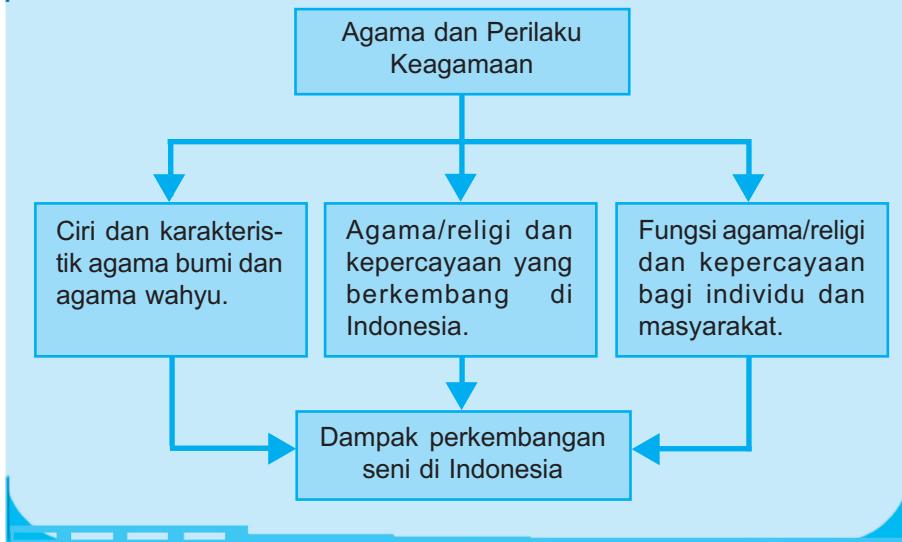 Agama dan Perilaku
Keagamaan
Ciri dan karakteris-
tik agama bumi dan
agama wahyu.
Agama/religi dan
kepercayaan yang
berkembang di
Indonesia.
Fungsi agama/religi
dan kepercayaan
bagi individu dan
masyarakat.
Dampak perkembangan
seni di Indonesia